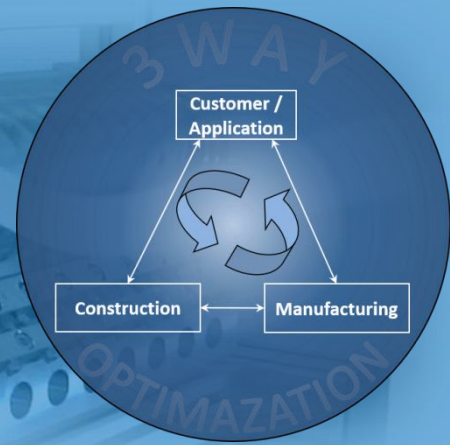 3 WAY
Customer /
Application
Construction
Manufacturing
OPTIMAZATION